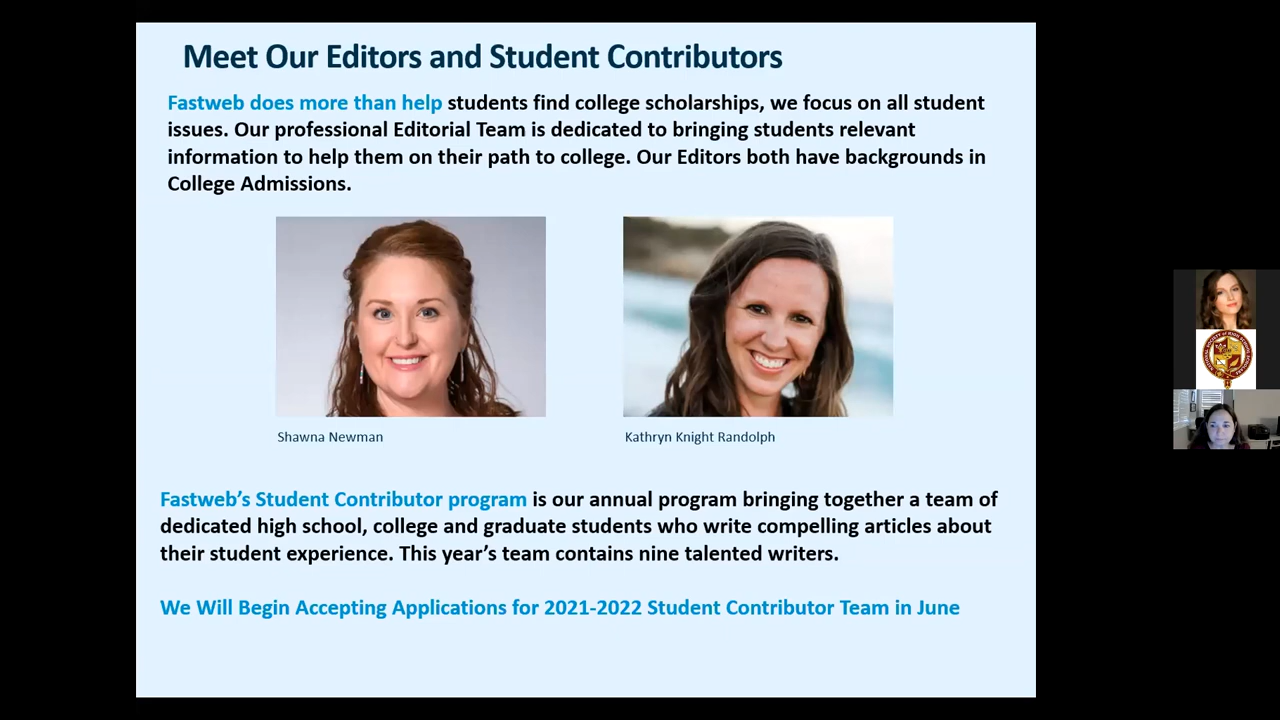 Meet Our Editors and Student Contributors
Fastweb does more than help students find college scholarships, we focus on all student
issues. Our professional Editorial Team is dedicated to bringing students relevant
information to help them on their path to college. Our Editors both have backgrounds in
College Admissions.
Shawna Newman
Kathryn Knight Randolph
Fastweb’s Student Contributor program is our annual program bringing together a team of
dedicated high school, college and graduate students who write compelling articles about
their student experience. This year’s team contains nine talented writers.
We Will Begin Accepting Applications for 2021-2022 Student Contributor Team in June